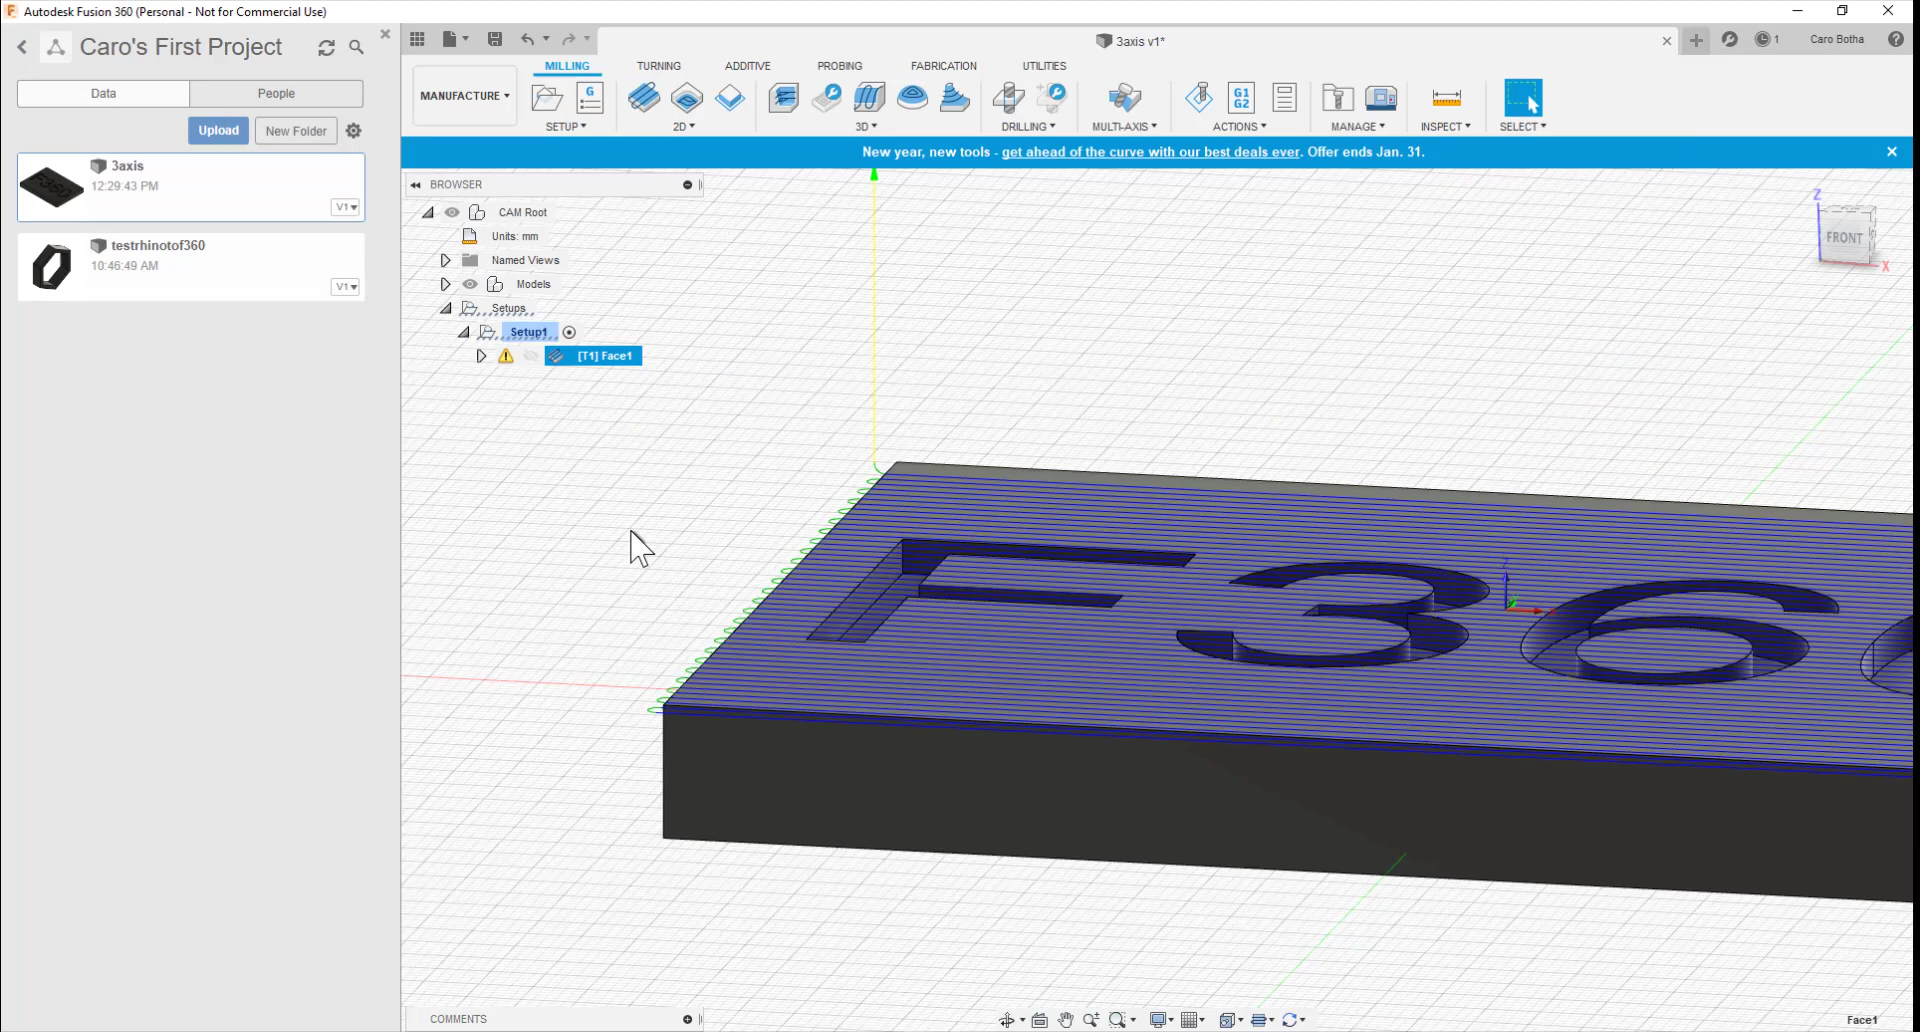 Autodesk Fusion 360 (Personal - Not for Commercial Use)
Caro's First Project
Data
People
Upload
New Folder
3axis
12:29:43 PM
V1
testrhinotof360
10:46:49 AM
V1
3axis v1*
1
Caro Botha
MANUFACTURE
MILLING
TURNING
ADDITIVE
PROBING
FABRICATION
UTILITIES
G
G1
G2
SETUP
2D
3D
DRILLING
MULTI-AXIS
ACTIONS
MANAGE
INSPECT
SELECT
New year, new tools - get ahead of the curve with our best deals ever. Offer ends Jan. 31.
BROWSER
CAM Root
Units: mm
Named Views
Models
Setups
Setup1
[T1] Face1
Z
FRONT
X
F36
Z
COMMENTS
Face1